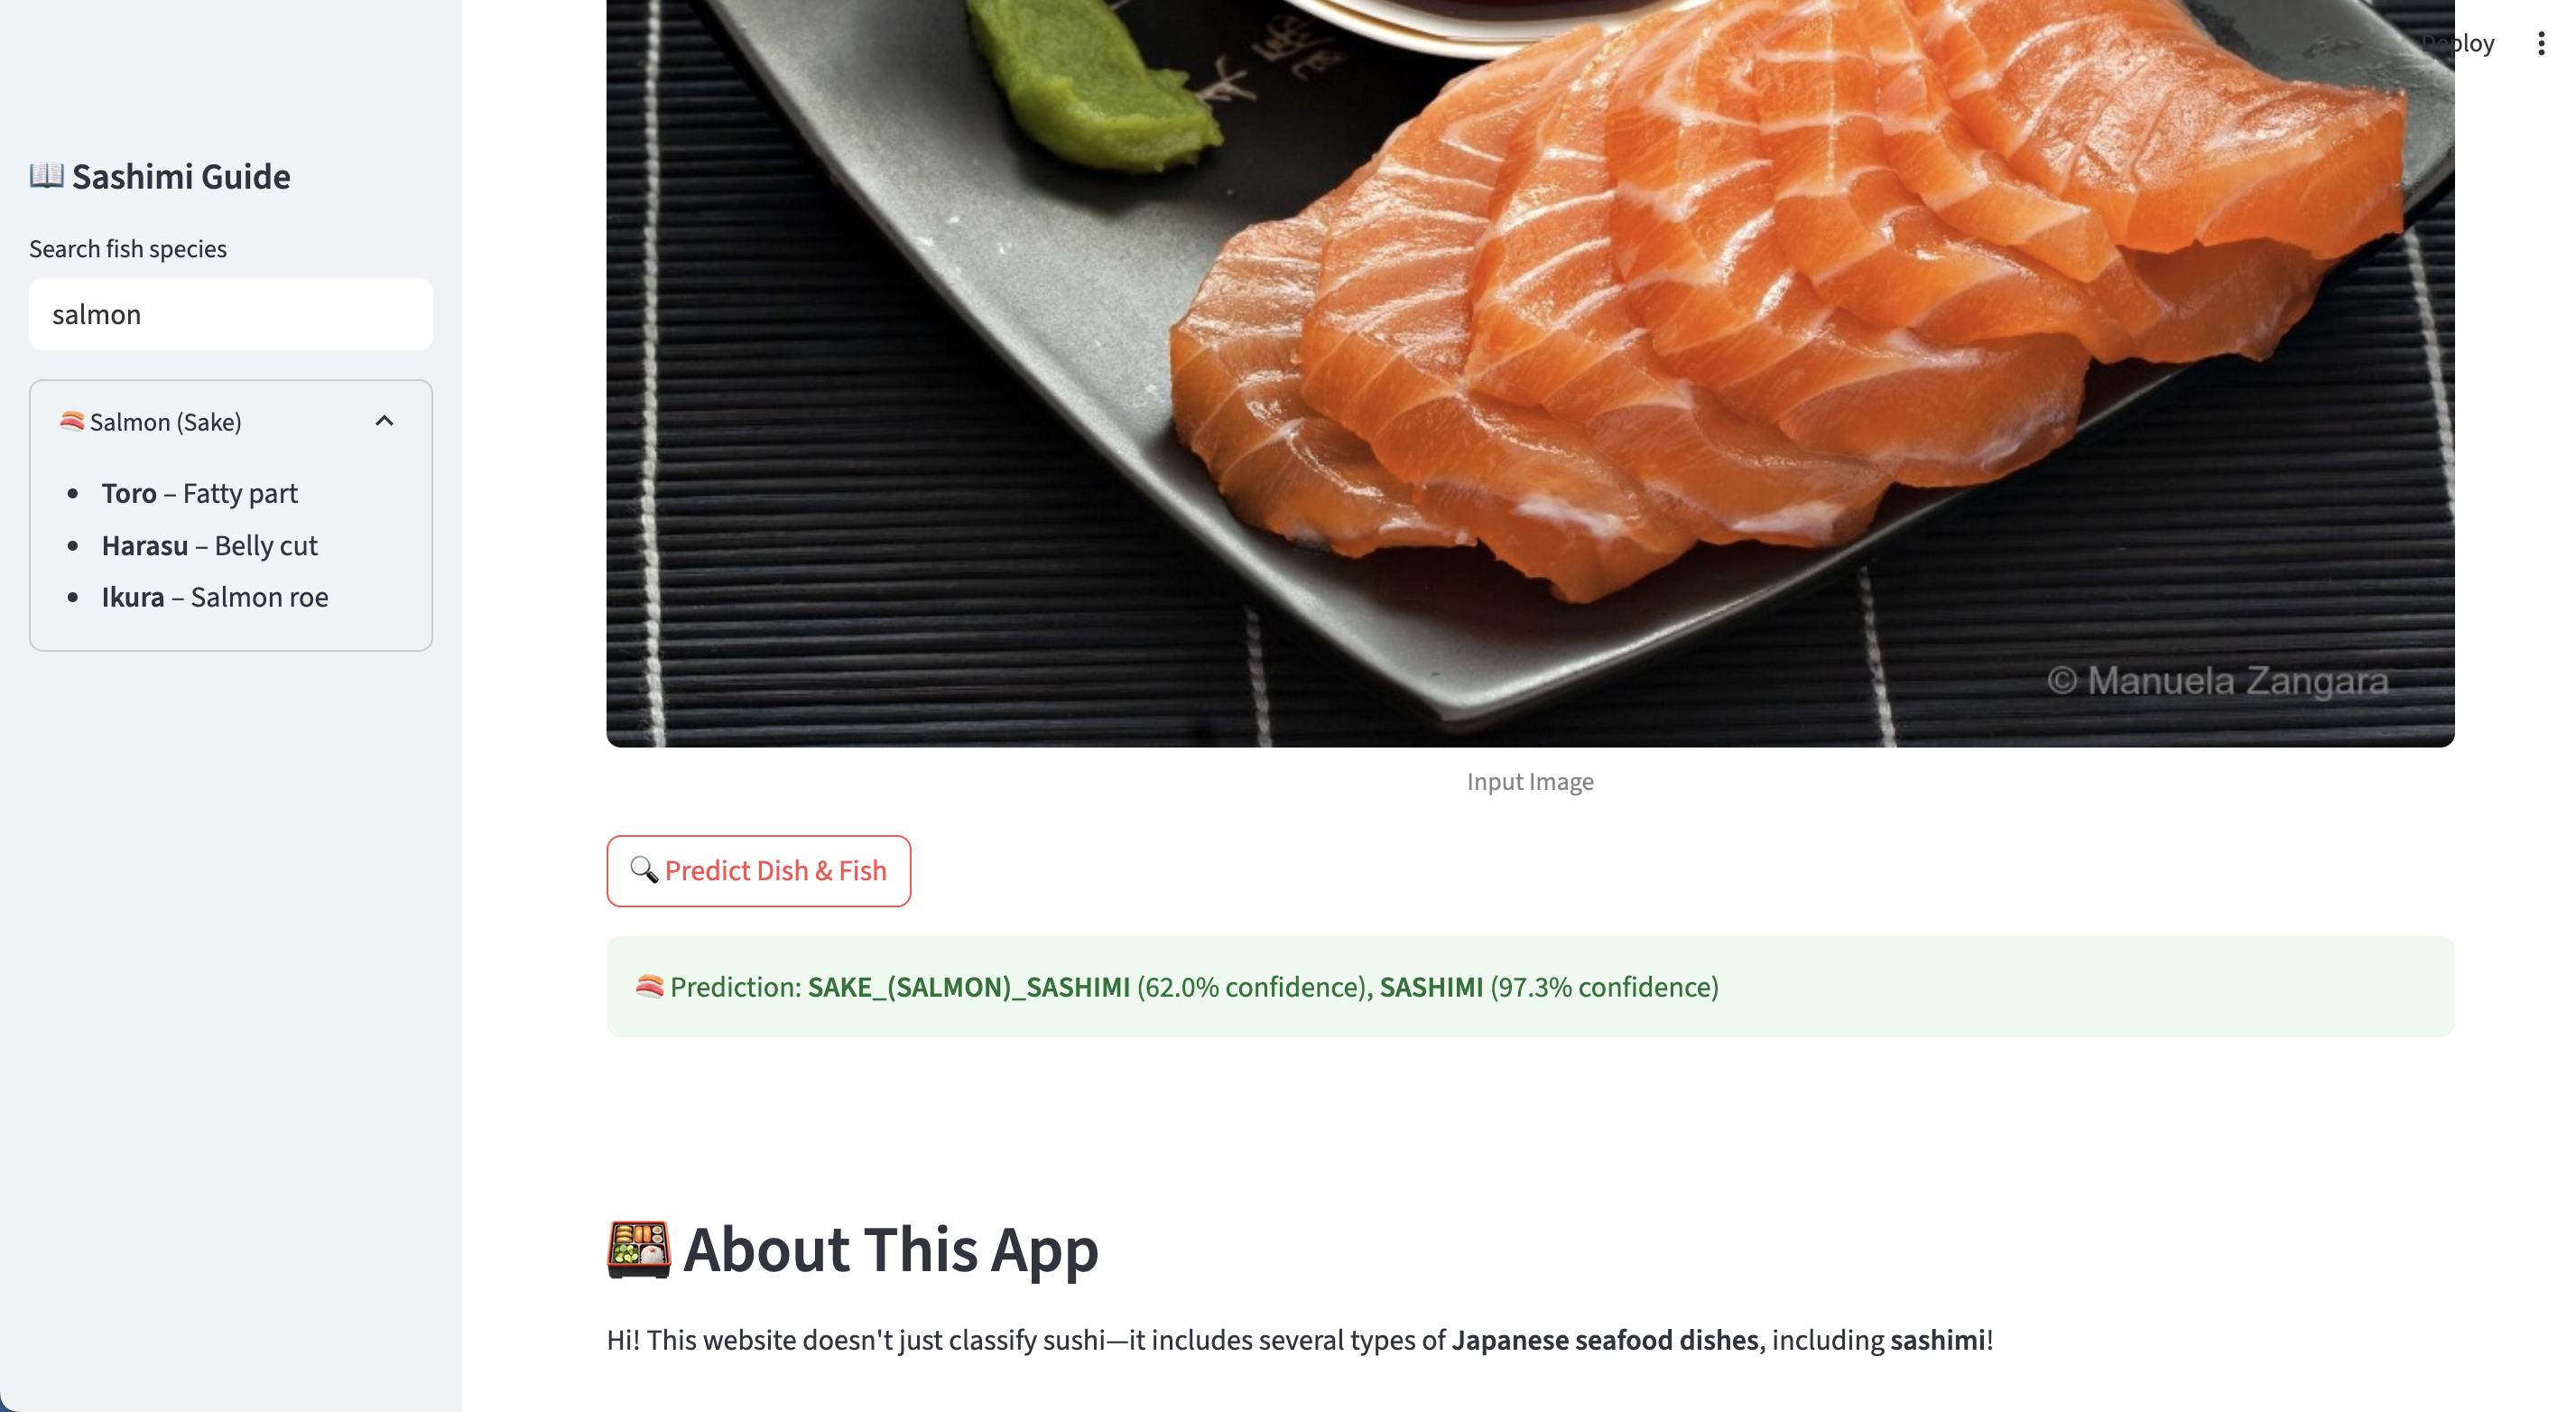 Deploy
Sashimi Guide
Search fish species
salmon
Salmon (Sake)
Toro – Fatty part
Harasu – Belly cut
Ikura – Salmon roe
© Manuela Zangara
Input Image
Predict Dish & Fish
Prediction: SAKE_(SALMON)_SASHIMI (62.0% confidence), SASHIMI (97.3% confidence)
About This App
Hi! This website doesn't just classify sushi—it includes several types of Japanese seafood dishes, including sashimi!